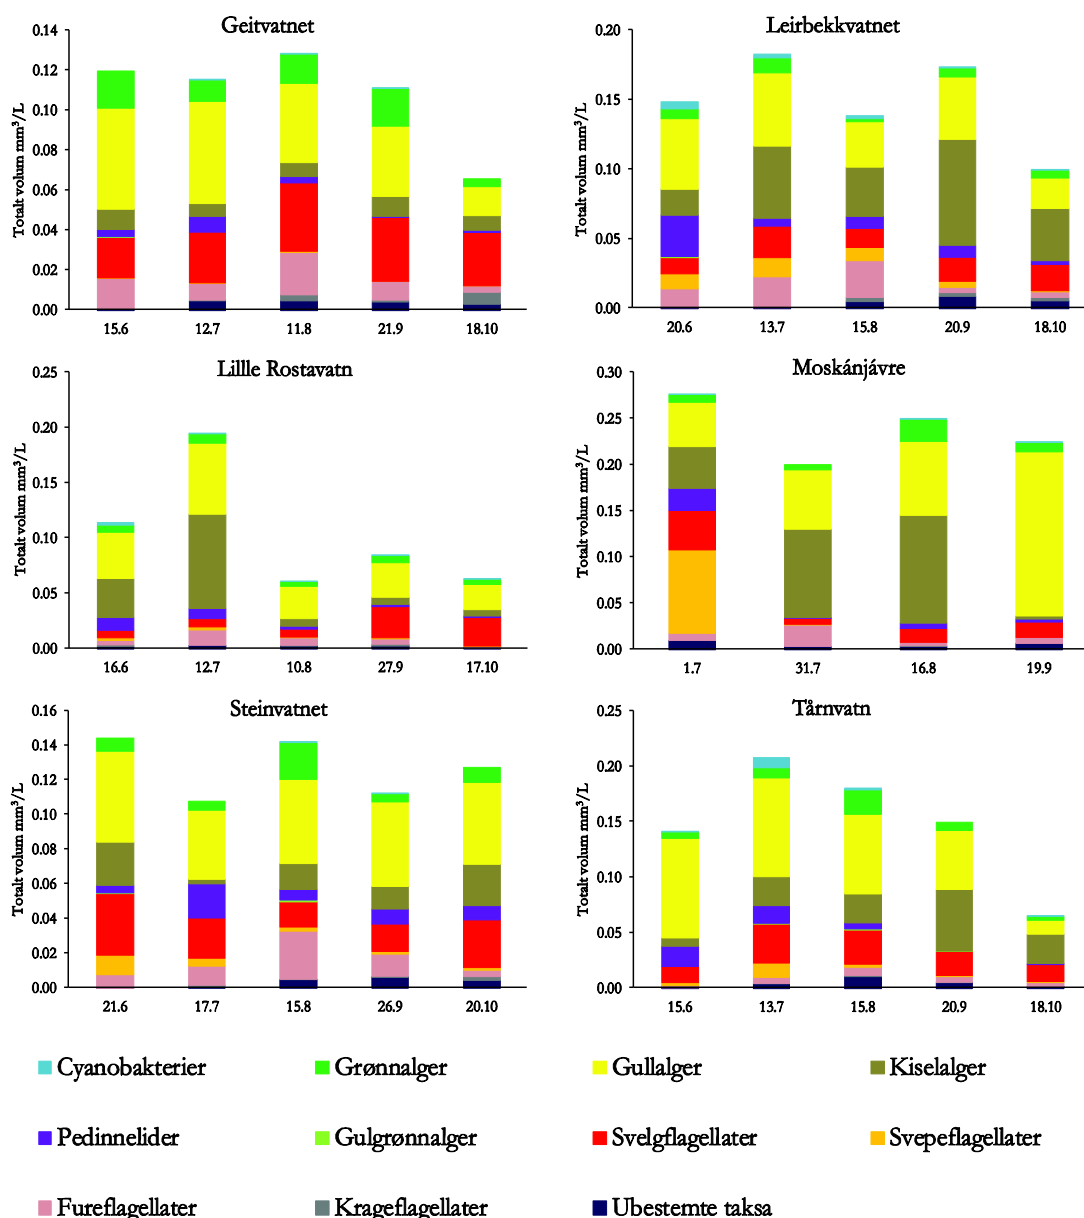 Geitvatnet
Totalt volum mm³/L
0.14
0.12
0.10
0.08
0.06
0.04
0.02
0.00
15.6 12.7 11.8 21.9 18.10
Leirbekkvatnet
Totalt volum mm³/L
0.20
0.15
0.10
0.05
0.00
20.6 13.7 15.8 20.9 18.10
Lillle Rostavatn
Totalt volum mm³/L
0.25
0.20
0.15
0.10
0.05
0.00
16.6 12.7 10.8 27.9 17.10
Moskánjávre
Totalt volum mm³/L
0.30
0.25
0.20
0.15
0.10
0.05
0.00
1.7 31.7 16.8 19.9
Steinvatnet
Totalt volum mm³/L
0.16
0.14
0.12
0.10
0.08
0.06
0.04
0.02
0.00
21.6 17.7 15.8 26.9 20.10
Tårnvatn
Totalt volum mm³/L
0.25
0.20
0.15
0.10
0.05
0.00
15.6 13.7 15.8 20.9 18.10
Cyanobakterier Grønnalger Gullalger Kiselalger
Pedinnelider Gulgrønnalger Svelgflagellater Svepeflagellater
Fureflagellater Krageflagellater Ubestemte taksa